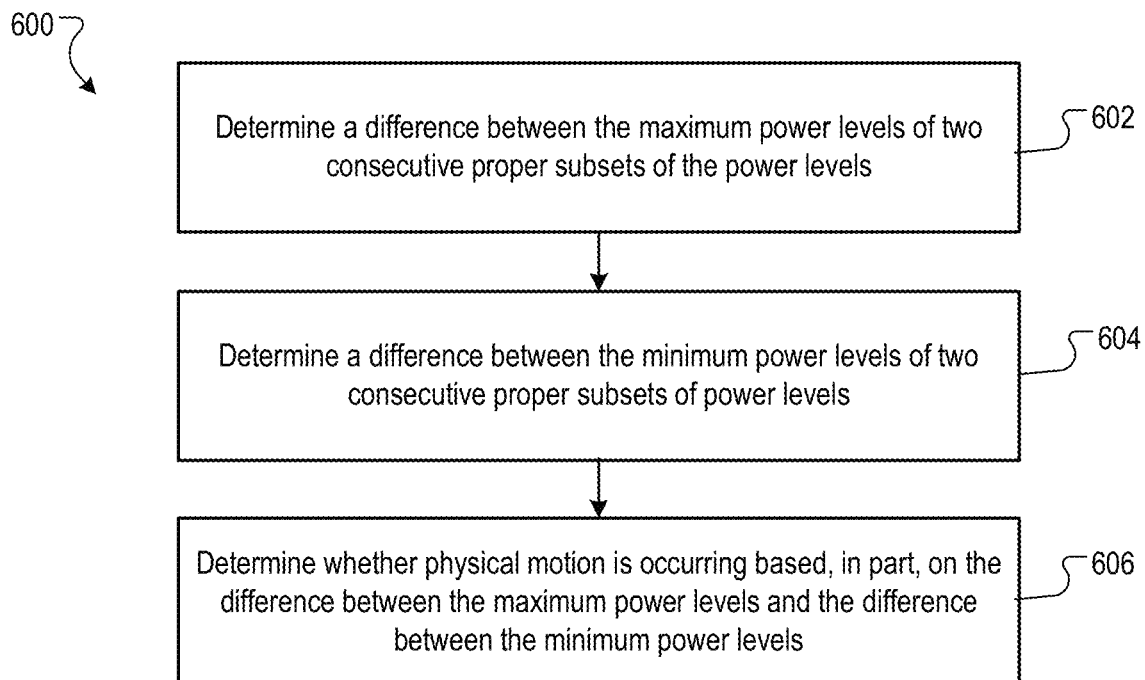 600
Determine a difference between the maximum power levels of two
consecutive proper subsets of the power levels
602
Determine a difference between the minimum power levels of two
consecutive proper subsets of power levels
604
Determine whether physical motion is occurring based, in part, on the
difference between the maximum power levels and the difference
between the minimum power levels
606